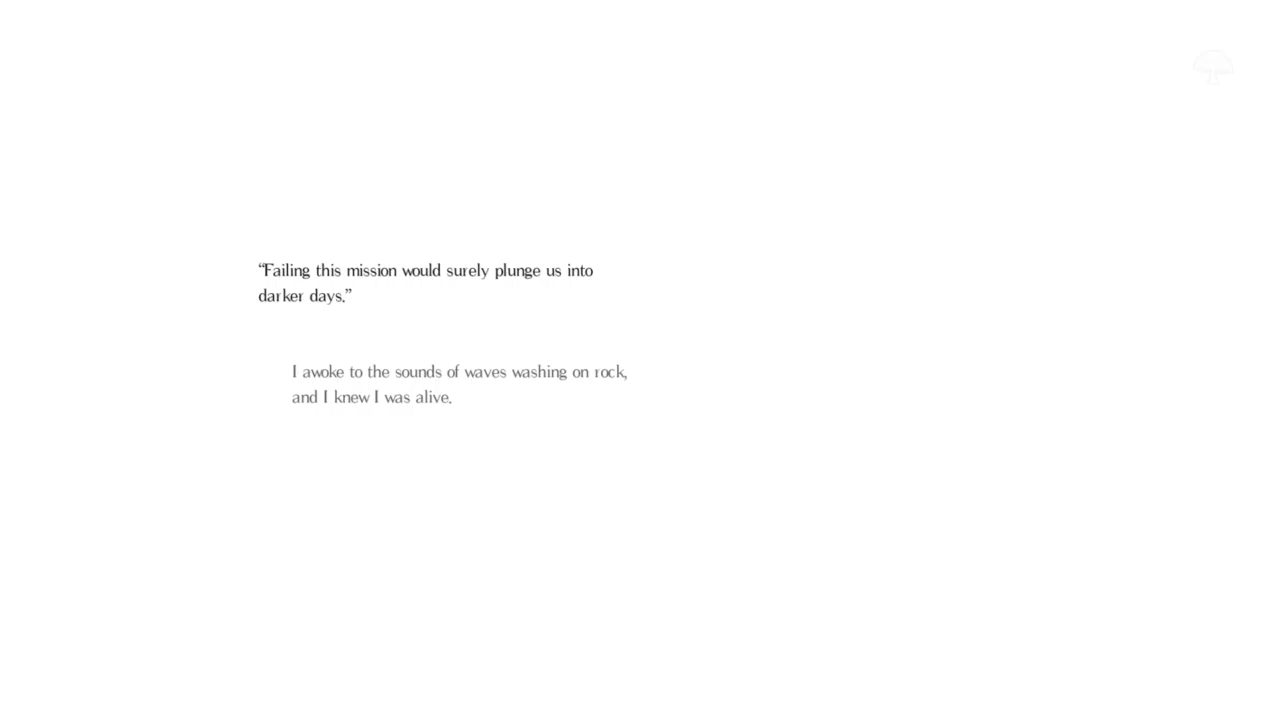 “Failing this mission would surely plunge us into
darker days.”
I awoke to the sounds of waves washing on rock,
and I knew I was alive.